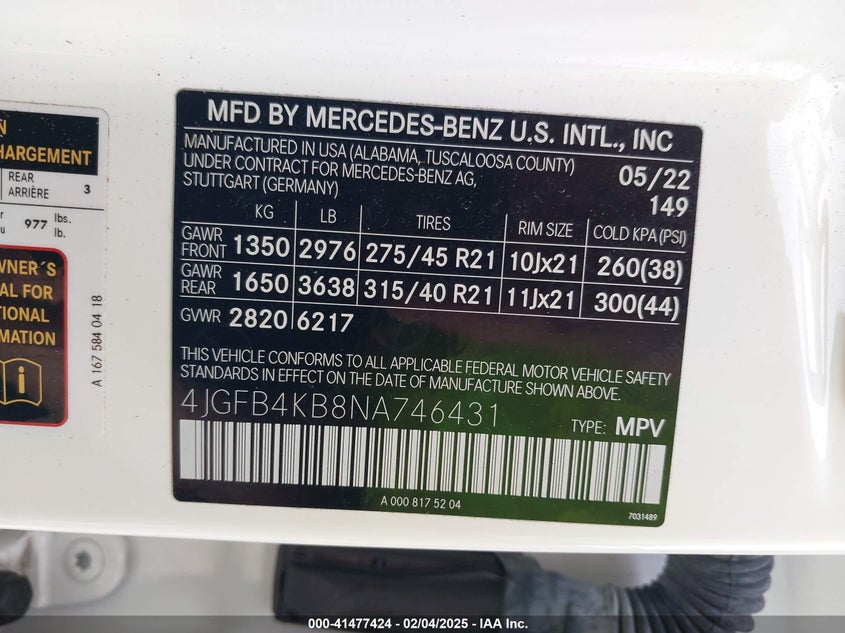 N
HARGEMENT
REAR
ARRIÈRE 3
977 lbs.
lb.
WNER'S
AL FOR
TIONAL
RMATION
A 167 584 04 18
MFD BY MERCEDES-BENZ U.S. INTL., INC
MANUFACTURED IN USA (ALABAMA, TUSCALOOSA COUNTY)
UNDER CONTRACT FOR MERCEDES-BENZ AG,
STUTTGART (GERMANY)
05/22
149
KG LB TIRES RIM SIZE COLD KPA(PSI)
GAWR FRONT 1350 2976 275/45 R21 10Jx21 260(38)
GAWR REAR 1650 3638 315/40 R21 11Jx21 300(44)
GVWR 2820 6217
THIS VEHICLE CONFORMS TO ALL APPLICABLE FEDERAL MOTOR VEHICLE SAFETY
STANDARDS IN EFFECT ON THE DATE OF MANUFACTURE SHOWN ABOVE.
4JGFB4KB8NA746431 TYPE: MPV
A 000 817 52 04
7031489
000-41477424 - 02/04/2025 - IAA Inc.